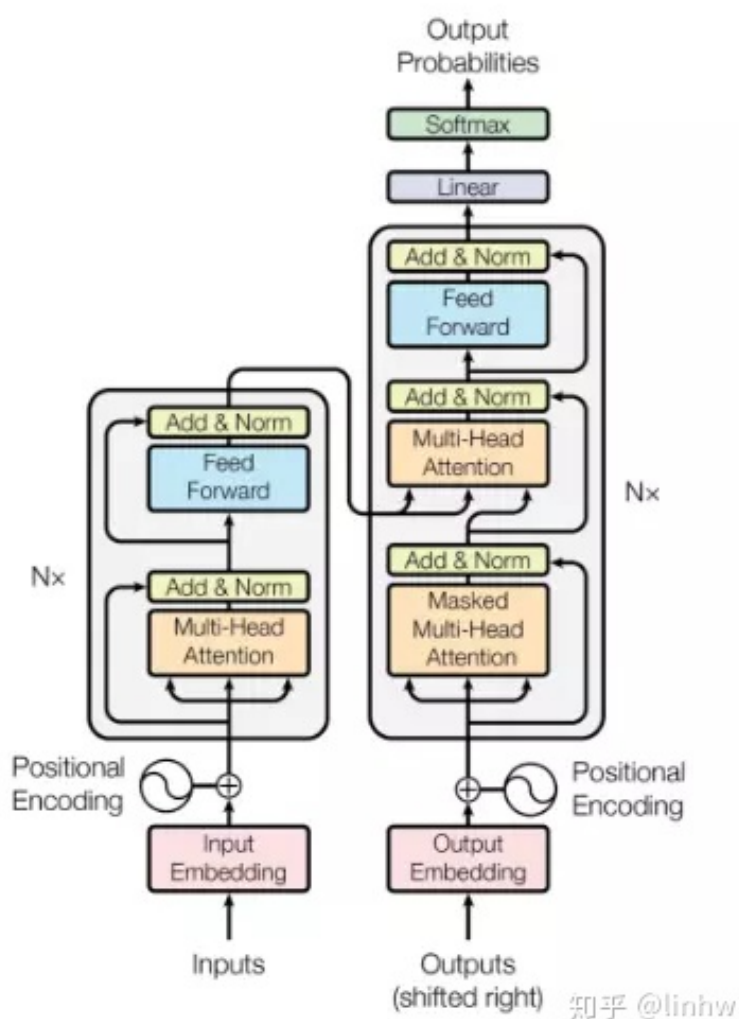 Output
Probabilities
Softmax
Linear
Add & Norm
Feed
Forward
Add & Norm
Multi-Head
Attention
Add & Norm
Masked
Multi-Head
Attention
Nx
Add & Norm
Feed
Forward
Add & Norm
Multi-Head
Attention
Nx
Positional
Encoding
Positional
Encoding
Input
Embedding
Output
Embedding
Inputs
Outputs
(shifted right)
知乎 @linhw